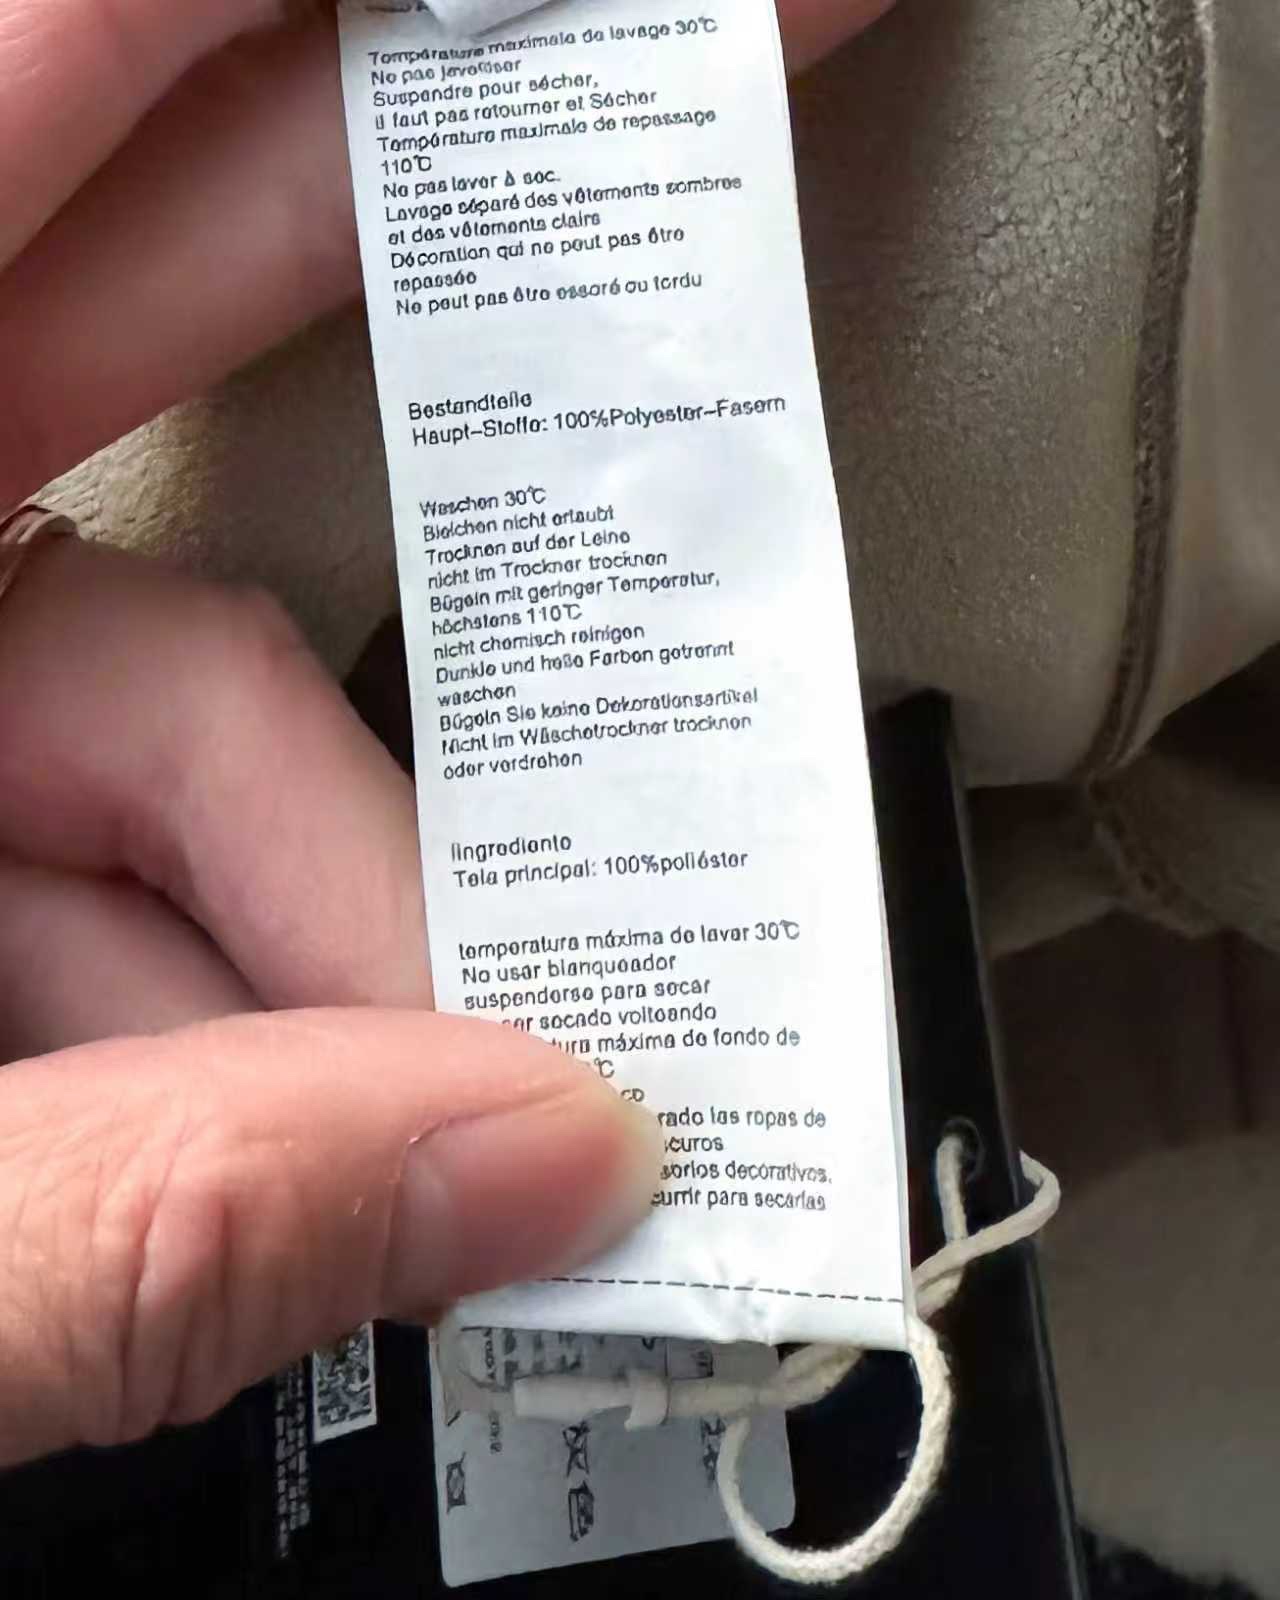 Température maximale de lavage 30℃
No pas javelliser
Suspendre pour sécher,
il faut pas retourner et Sécher
Température maximale de repassage
110℃
No pas laver à sec.
Lavage séparé des vêtements sombres
et des vêtements clairs
Décoration qui ne peut pas être
repassée
Ne peut pas être essoré ou tordu
Bestandteile
Haupt-Stoffe: 100%Polyester-Fasern
Waschen 30℃
Bleichen nicht erlaubt
Trocknen auf der Leine
nicht im Trockner trocknen
Bügeln mit geringer Temperatur,
höchstens 110℃
nicht chemisch reinigen
Dunkle und helle Farben getrennt
waschen
Bügeln Sie keine Dekorationsartikel
Nicht im Wäschetrockner trocknen
oder verdrehen
Iingrediente
Tela principal: 100%poliéster
temperatura máxima de lavar 30℃
No usar blanqueador
suspenderse para secar
secado volteando
máxima de fondo de
℃
las ropas de
decorativos,
para secarlas